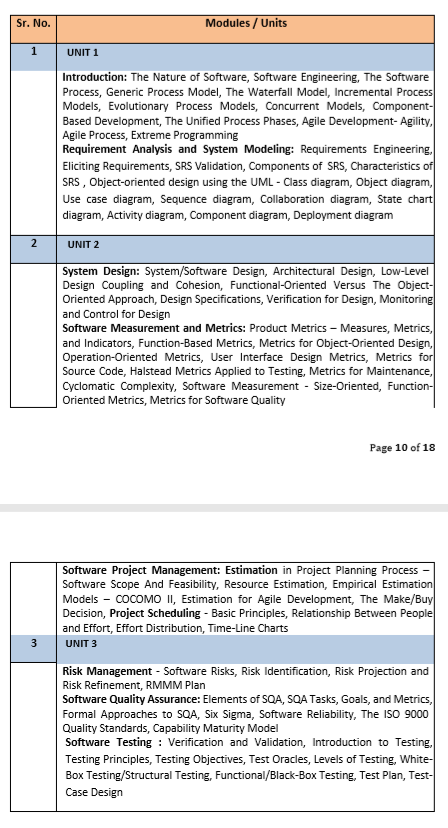 Sr. No. Modules / Units
1 UNIT 1
Introduction: The Nature of Software, Software Engineering, The Software
Process, Generic Process Model, The Waterfall Model, Incremental Process
Models, Evolutionary Process Models, Concurrent Models, Component-
Based Development, The Unified Process Phases, Agile Development- Agility,
Agile Process, Extreme Programming
Requirement Analysis and System Modeling: Requirements Engineering,
Eliciting Requirements, SRS Validation, Components of SRS, Characteristics of
SRS , Object-oriented design using the UML - Class diagram, Object diagram,
Use case diagram, Sequence diagram, Collaboration diagram, State chart
diagram, Activity diagram, Component diagram, Deployment diagram
2 UNIT 2
System Design: System/Software Design, Architectural Design, Low-Level
Design Coupling and Cohesion, Functional-Oriented Versus The Object-
Oriented Approach, Design Specifications, Verification for Design, Monitoring
and Control for Design
Software Measurement and Metrics: Product Metrics – Measures, Metrics,
and Indicators, Function-Based Metrics, Metrics for Object-Oriented Design,
Operation-Oriented Metrics, User Interface Design Metrics, Metrics for
Source Code, Halstead Metrics Applied to Testing, Metrics for Maintenance,
Cyclomatic Complexity, Software Measurement - Size-Oriented, Function-
Oriented Metrics, Metrics for Software Quality
Page 10 of 18
Software Project Management: Estimation in Project Planning Process –
Software Scope And Feasibility, Resource Estimation, Empirical Estimation
Models – COCOMO II, Estimation for Agile Development, The Make/Buy
Decision, Project Scheduling - Basic Principles, Relationship Between People
and Effort, Effort Distribution, Time-Line Charts
3 UNIT 3
Risk Management - Software Risks, Risk Identification, Risk Projection and
Risk Refinement, RMMM Plan
Software Quality Assurance: Elements of SQA, SQA Tasks, Goals, and Metrics,
Formal Approaches to SQA, Six Sigma, Software Reliability, The ISO 9000
Quality Standards, Capability Maturity Model
Software Testing : Verification and Validation, Introduction to Testing,
Testing Principles, Testing Objectives, Test Oracles, Levels of Testing, White-
Box Testing/Structural Testing, Functional/Black-Box Testing, Test Plan, Test-
Case Design